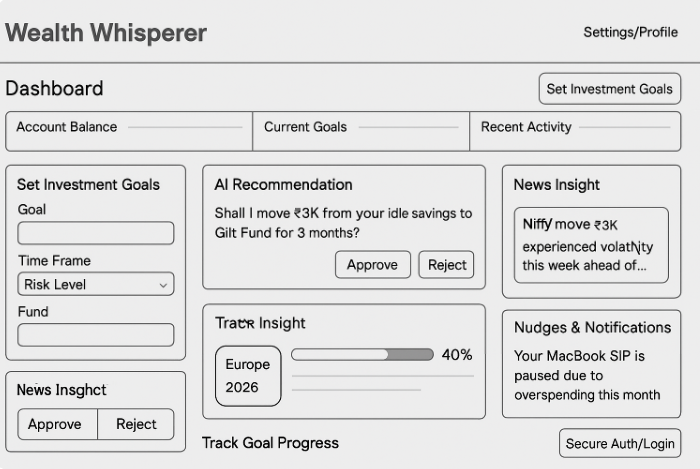 Wealth Whisperer
Settings/Profile
Dashboard
Set Investment Goals
Account Balance
Current Goals
Recent Activity
Set Investment Goals
Goal
Time Frame
Risk Level
Fund
News Insghct
Approve
Reject
AI Recommendation
Shall I move ₹3K from your idle savings to
Gilt Fund for 3 months?
Approve
Reject
Insight
Europe
2026
40%
Track Goal Progress
News Insight
Niffy move ₹3K
experienced
this week ahead of...
Nudges & Notifications
Your MacBook SIP is
paused due to
overspending this month
Secure Auth/Login